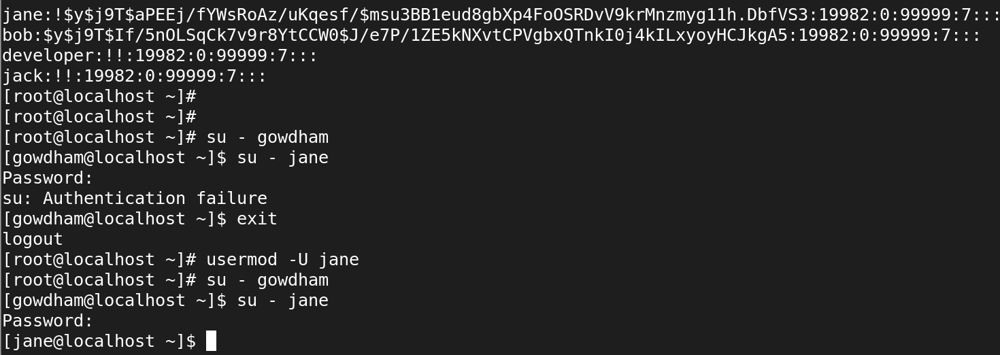 jane:!$y$j9T$aPEEj/fYWsRoAz/uKqesf/$msu3BB1eud8gbXp4FoOSRDvV9krMnzmyg11h.DbfVS3:19982:0:99999:7:::
bob:$y$j9T$If/5nOLSqCk7v9r8YtCCW0$J/e7P/1ZE5kNXvtCPVgbxQTnkI0j4kILxyoyHCJkgA5:19982:0:99999:7:::
developer:!!:19982:0:99999:7:::
jack:!!:19982:0:99999:7:::
[root@localhost ~]#
[root@localhost ~]#
[root@localhost ~]# su - gowdham
[gowdham@localhost ~]$ su - jane
Password:
su: Authentication failure
[gowdham@localhost ~]$ exit
logout
[root@localhost ~]# usermod -U jane
[root@localhost ~]# su - gowdham
[gowdham@localhost ~]$ su - jane
Password:
[jane@localhost ~]$